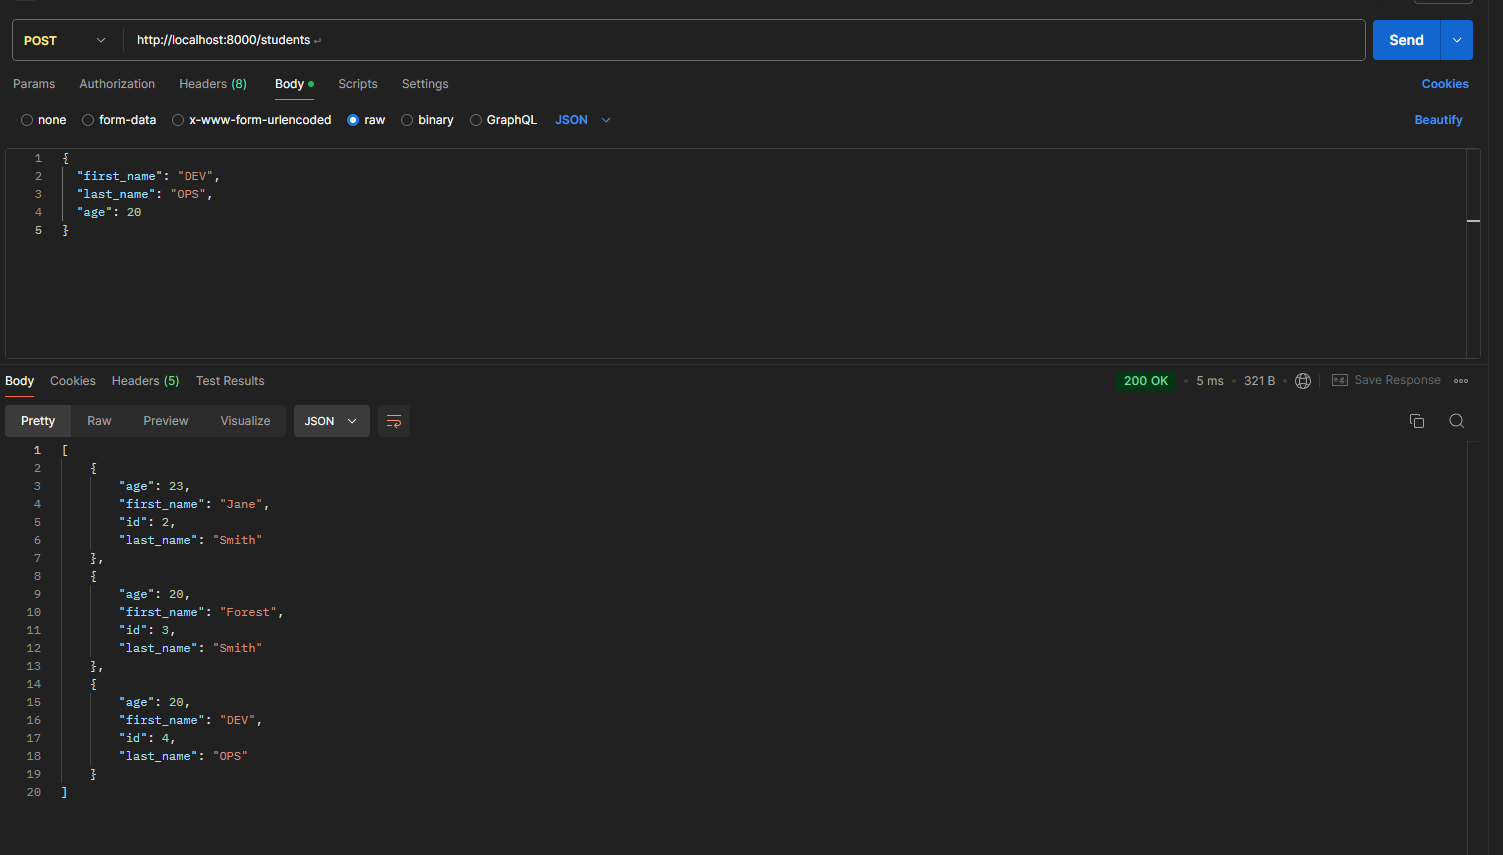 POST http://localhost:8000/students Send
Params Authorization Headers (8) Body Scripts Settings Cookies
none form-data x-www-form-urlencoded raw binary GraphQL JSON Beautify
1 {
2 "first_name": "DEV",
3 "last_name": "OPS",
4 "age": 20
5 }
Body Cookies Headers (5) Test Results 200 OK 5 ms 321 B e.g. Save Response
Pretty Raw Preview Visualize JSON
1 [
2 {
3 "age": 23,
4 "first_name": "Jane",
5 "id": 2,
6 "last_name": "Smith"
7 },
8 {
9 "age": 20,
10 "first_name": "Forest",
11 "id": 3,
12 "last_name": "Smith"
13 },
14 {
15 "age": 20,
16 "first_name": "DEV",
17 "id": 4,
18 "last_name": "OPS"
19 }
20 ]